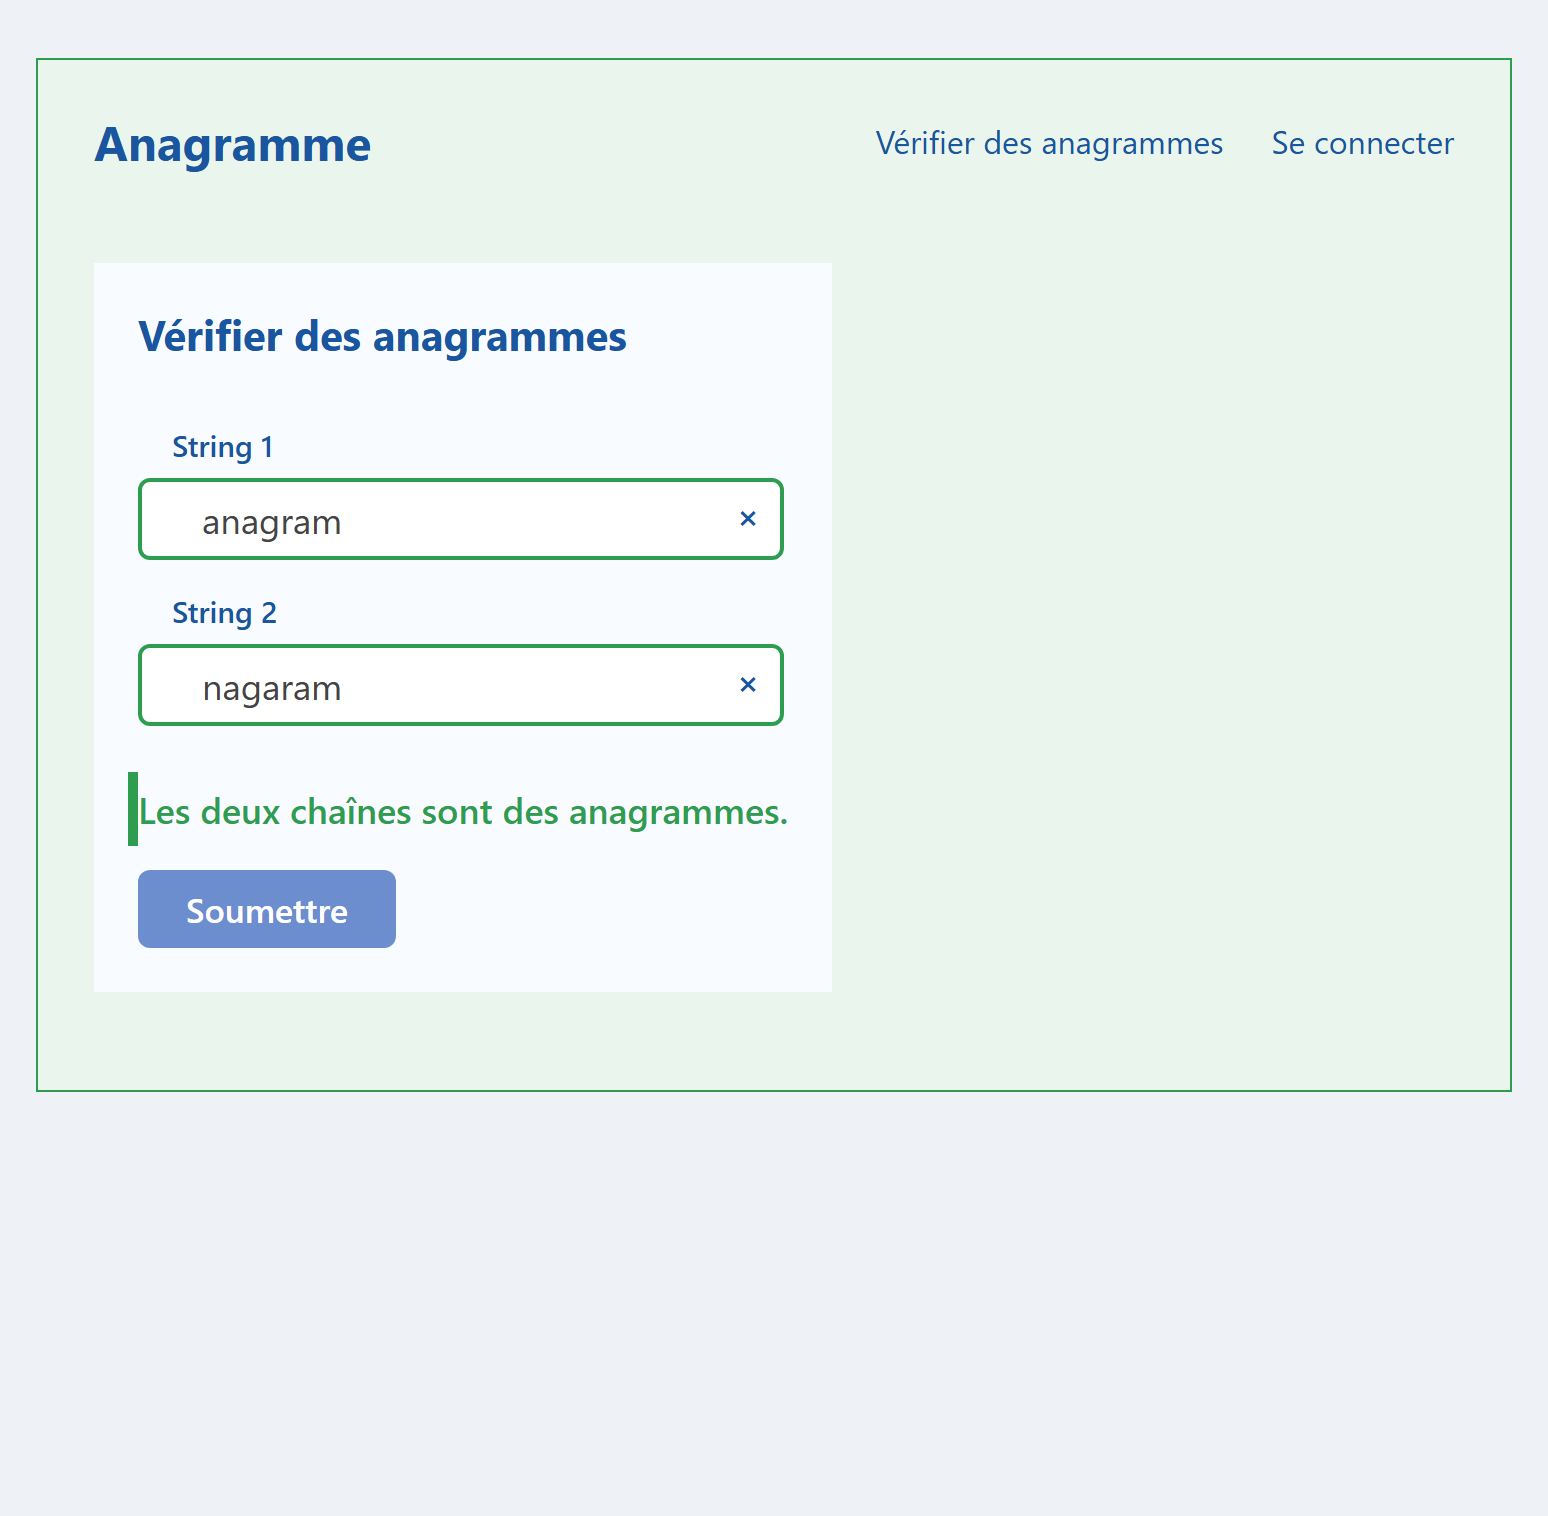 Anagramme
Vérifier des anagrammes Se connecter
Vérifier des anagrammes
String 1
anagram ×
String 2
nagaram ×
Les deux chaînes sont des anagrammes.
Soumettre